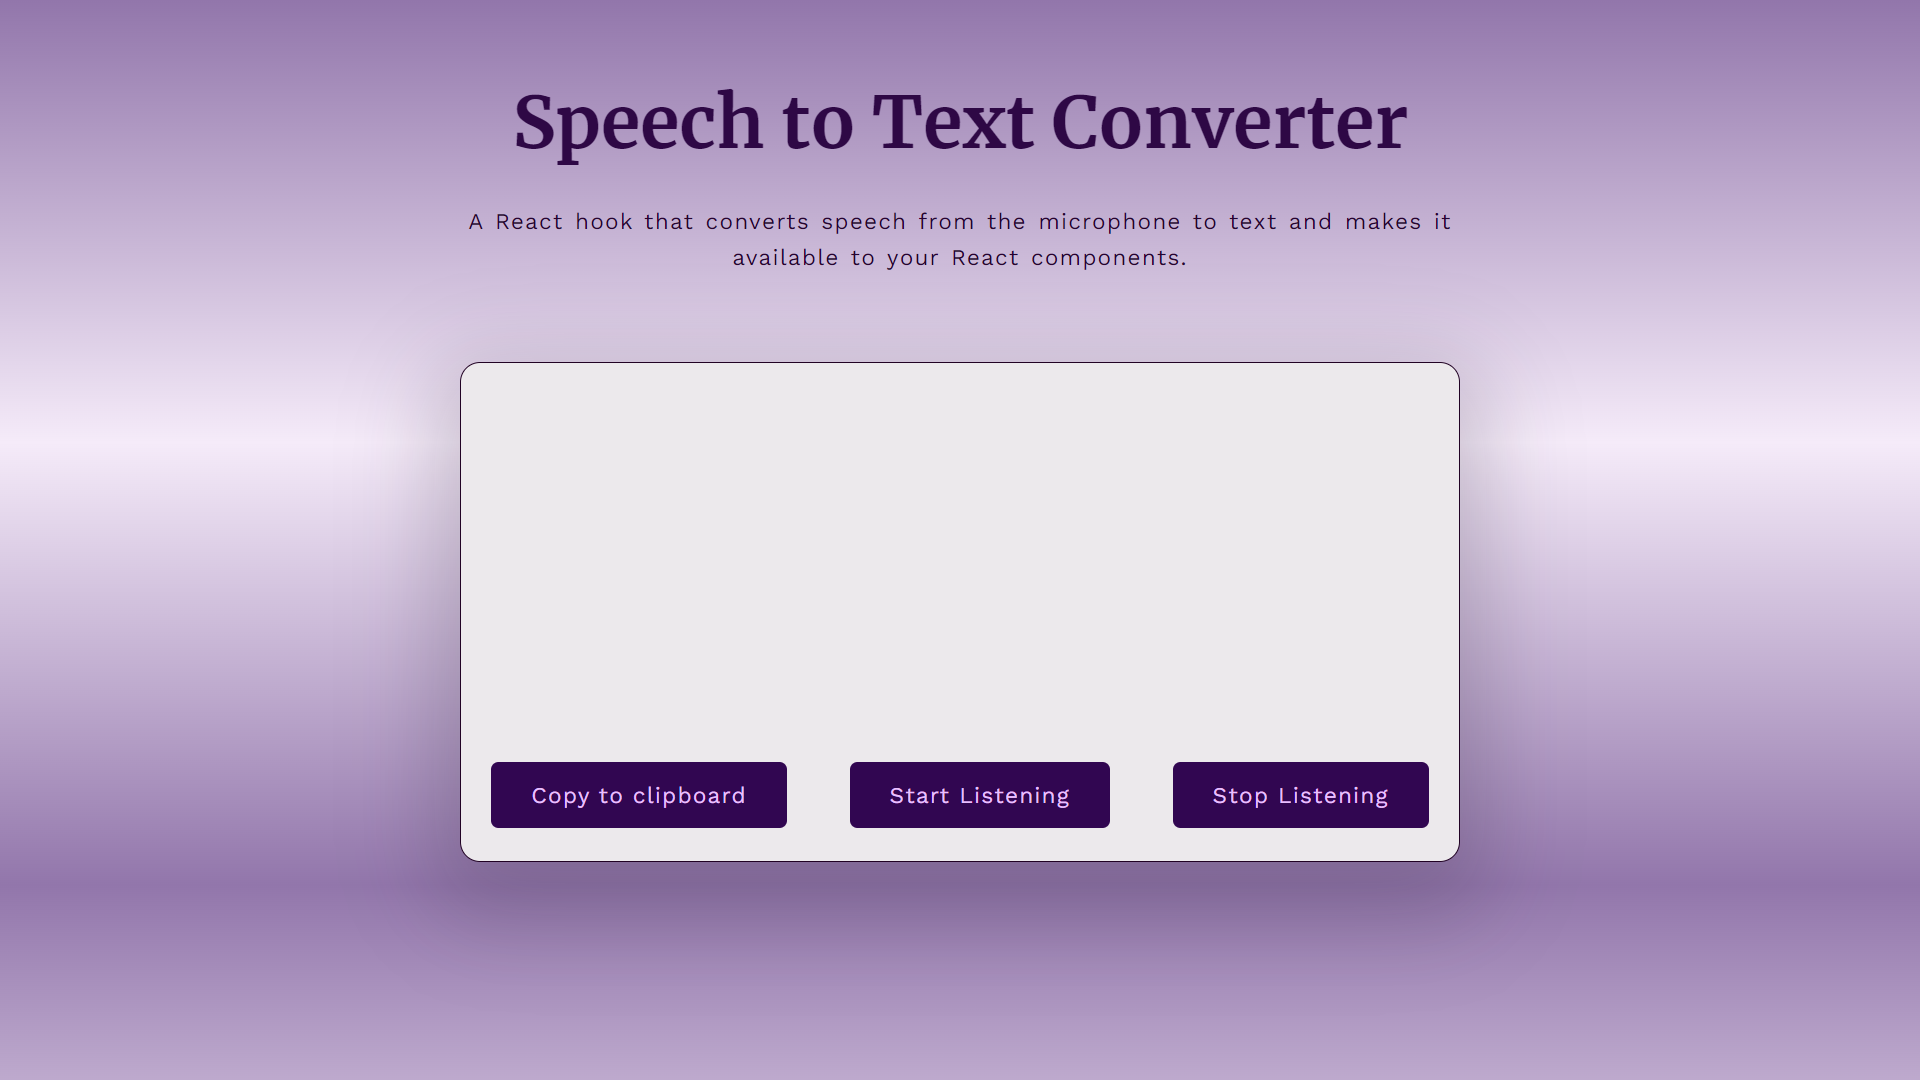 Speech to Text Converter
A React hook that converts speech from the microphone to text and makes it
available to your React components.
Copy to clipboard
Start Listening
Stop Listening